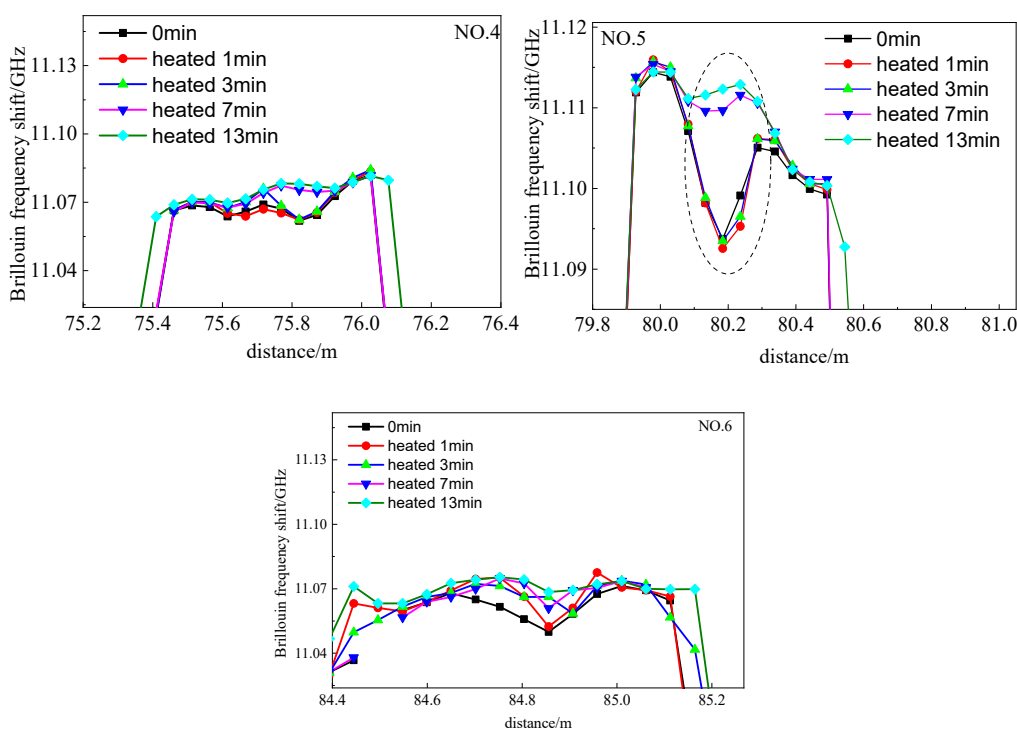 NO.4
0min
heated 1min
heated 3min
heated 7min
heated 13min
Brillouin frequency shift/GHz
11.13
11.10
11.07
11.04
75.2 75.4 75.6 75.8 76.0 76.2 76.4
distance/m
NO.5
0min
heated 1min
heated 3min
heated 7min
heated 13min
Brillouin frequency shift/GHz
11.12
11.11
11.10
11.09
79.8 80.0 80.2 80.4 80.6 80.8 81.0
distance/m
NO.6
0min
heated 1min
heated 3min
heated 7min
heated 13min
Brillouin frequency shift/GHz
11.13
11.10
11.07
11.04
84.4 84.6 84.8 85.0 85.2
distance/m